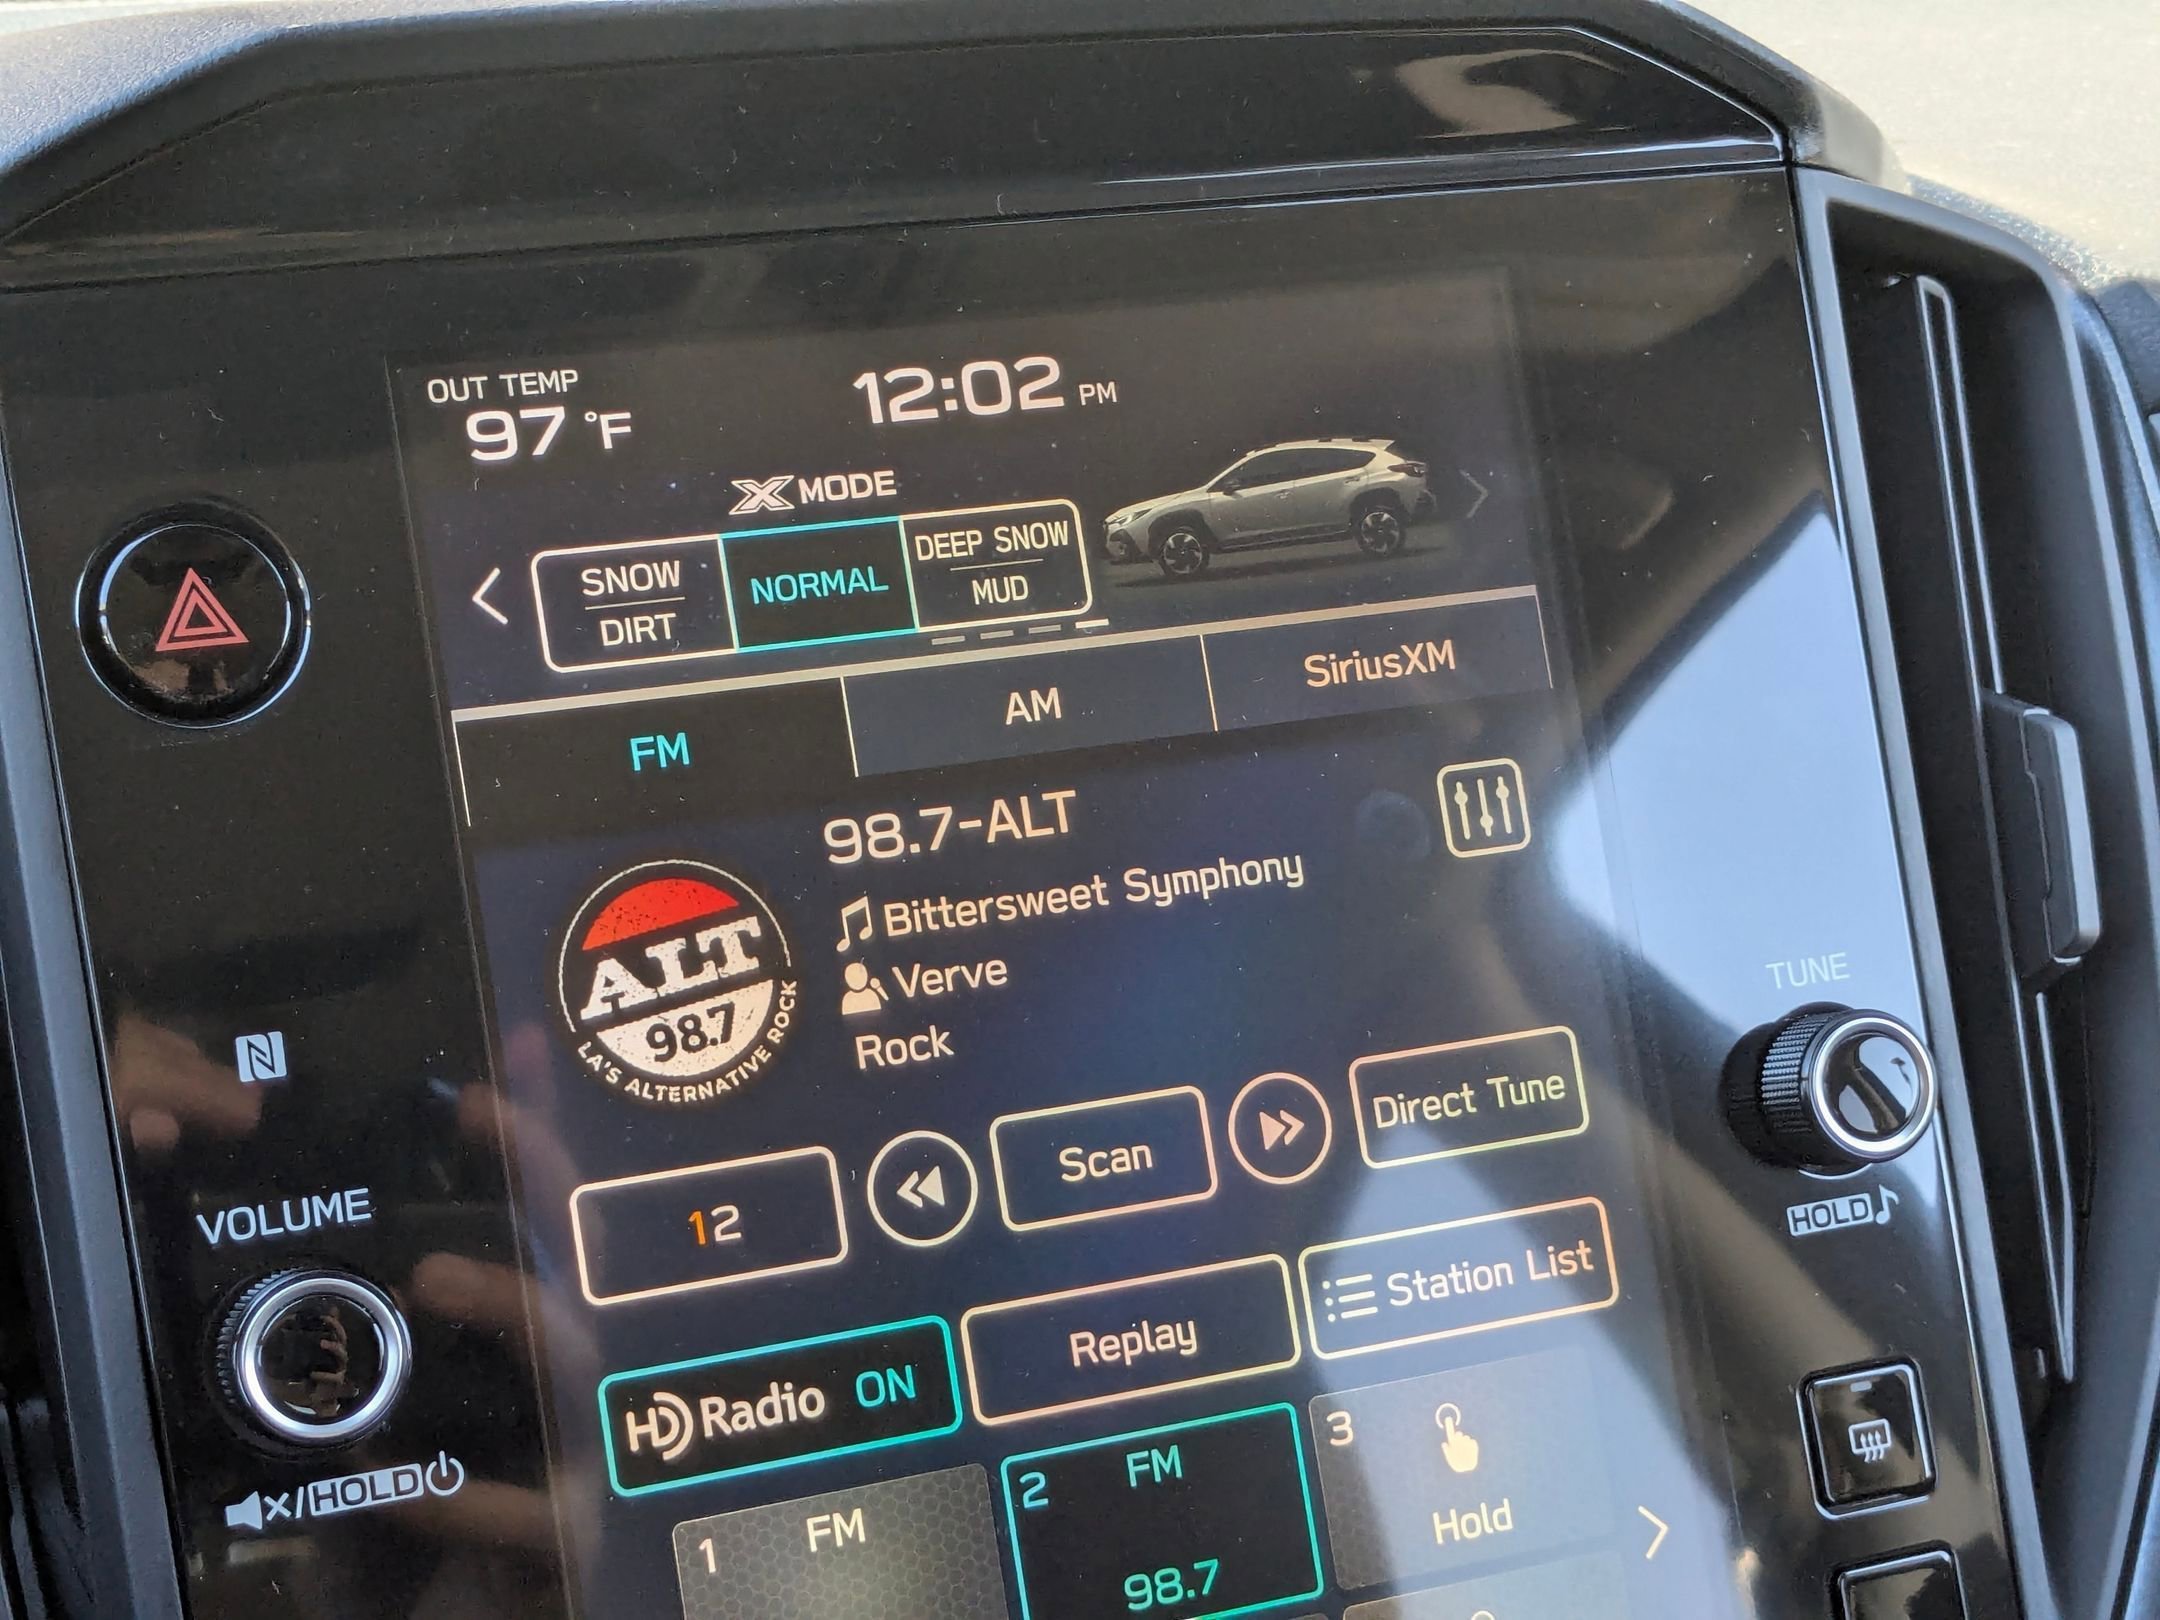 OUT TEMP
97 °F
12:02 PM
X MODE
SNOW
DIRT
NORMAL
DEEP SNOW
MUD
FM
AM
SiriusXM
98.7-ALT
Bittersweet Symphony
Verve
Rock
ALT
98.7
LA'S ALTERNATIVE ROCK
TUNE
HOLD
12
Scan
Direct Tune
VOLUME
HD Radio ON
Replay
Station List
X/HOLD
1
FM
2
FM
98.7
3
Hold
N